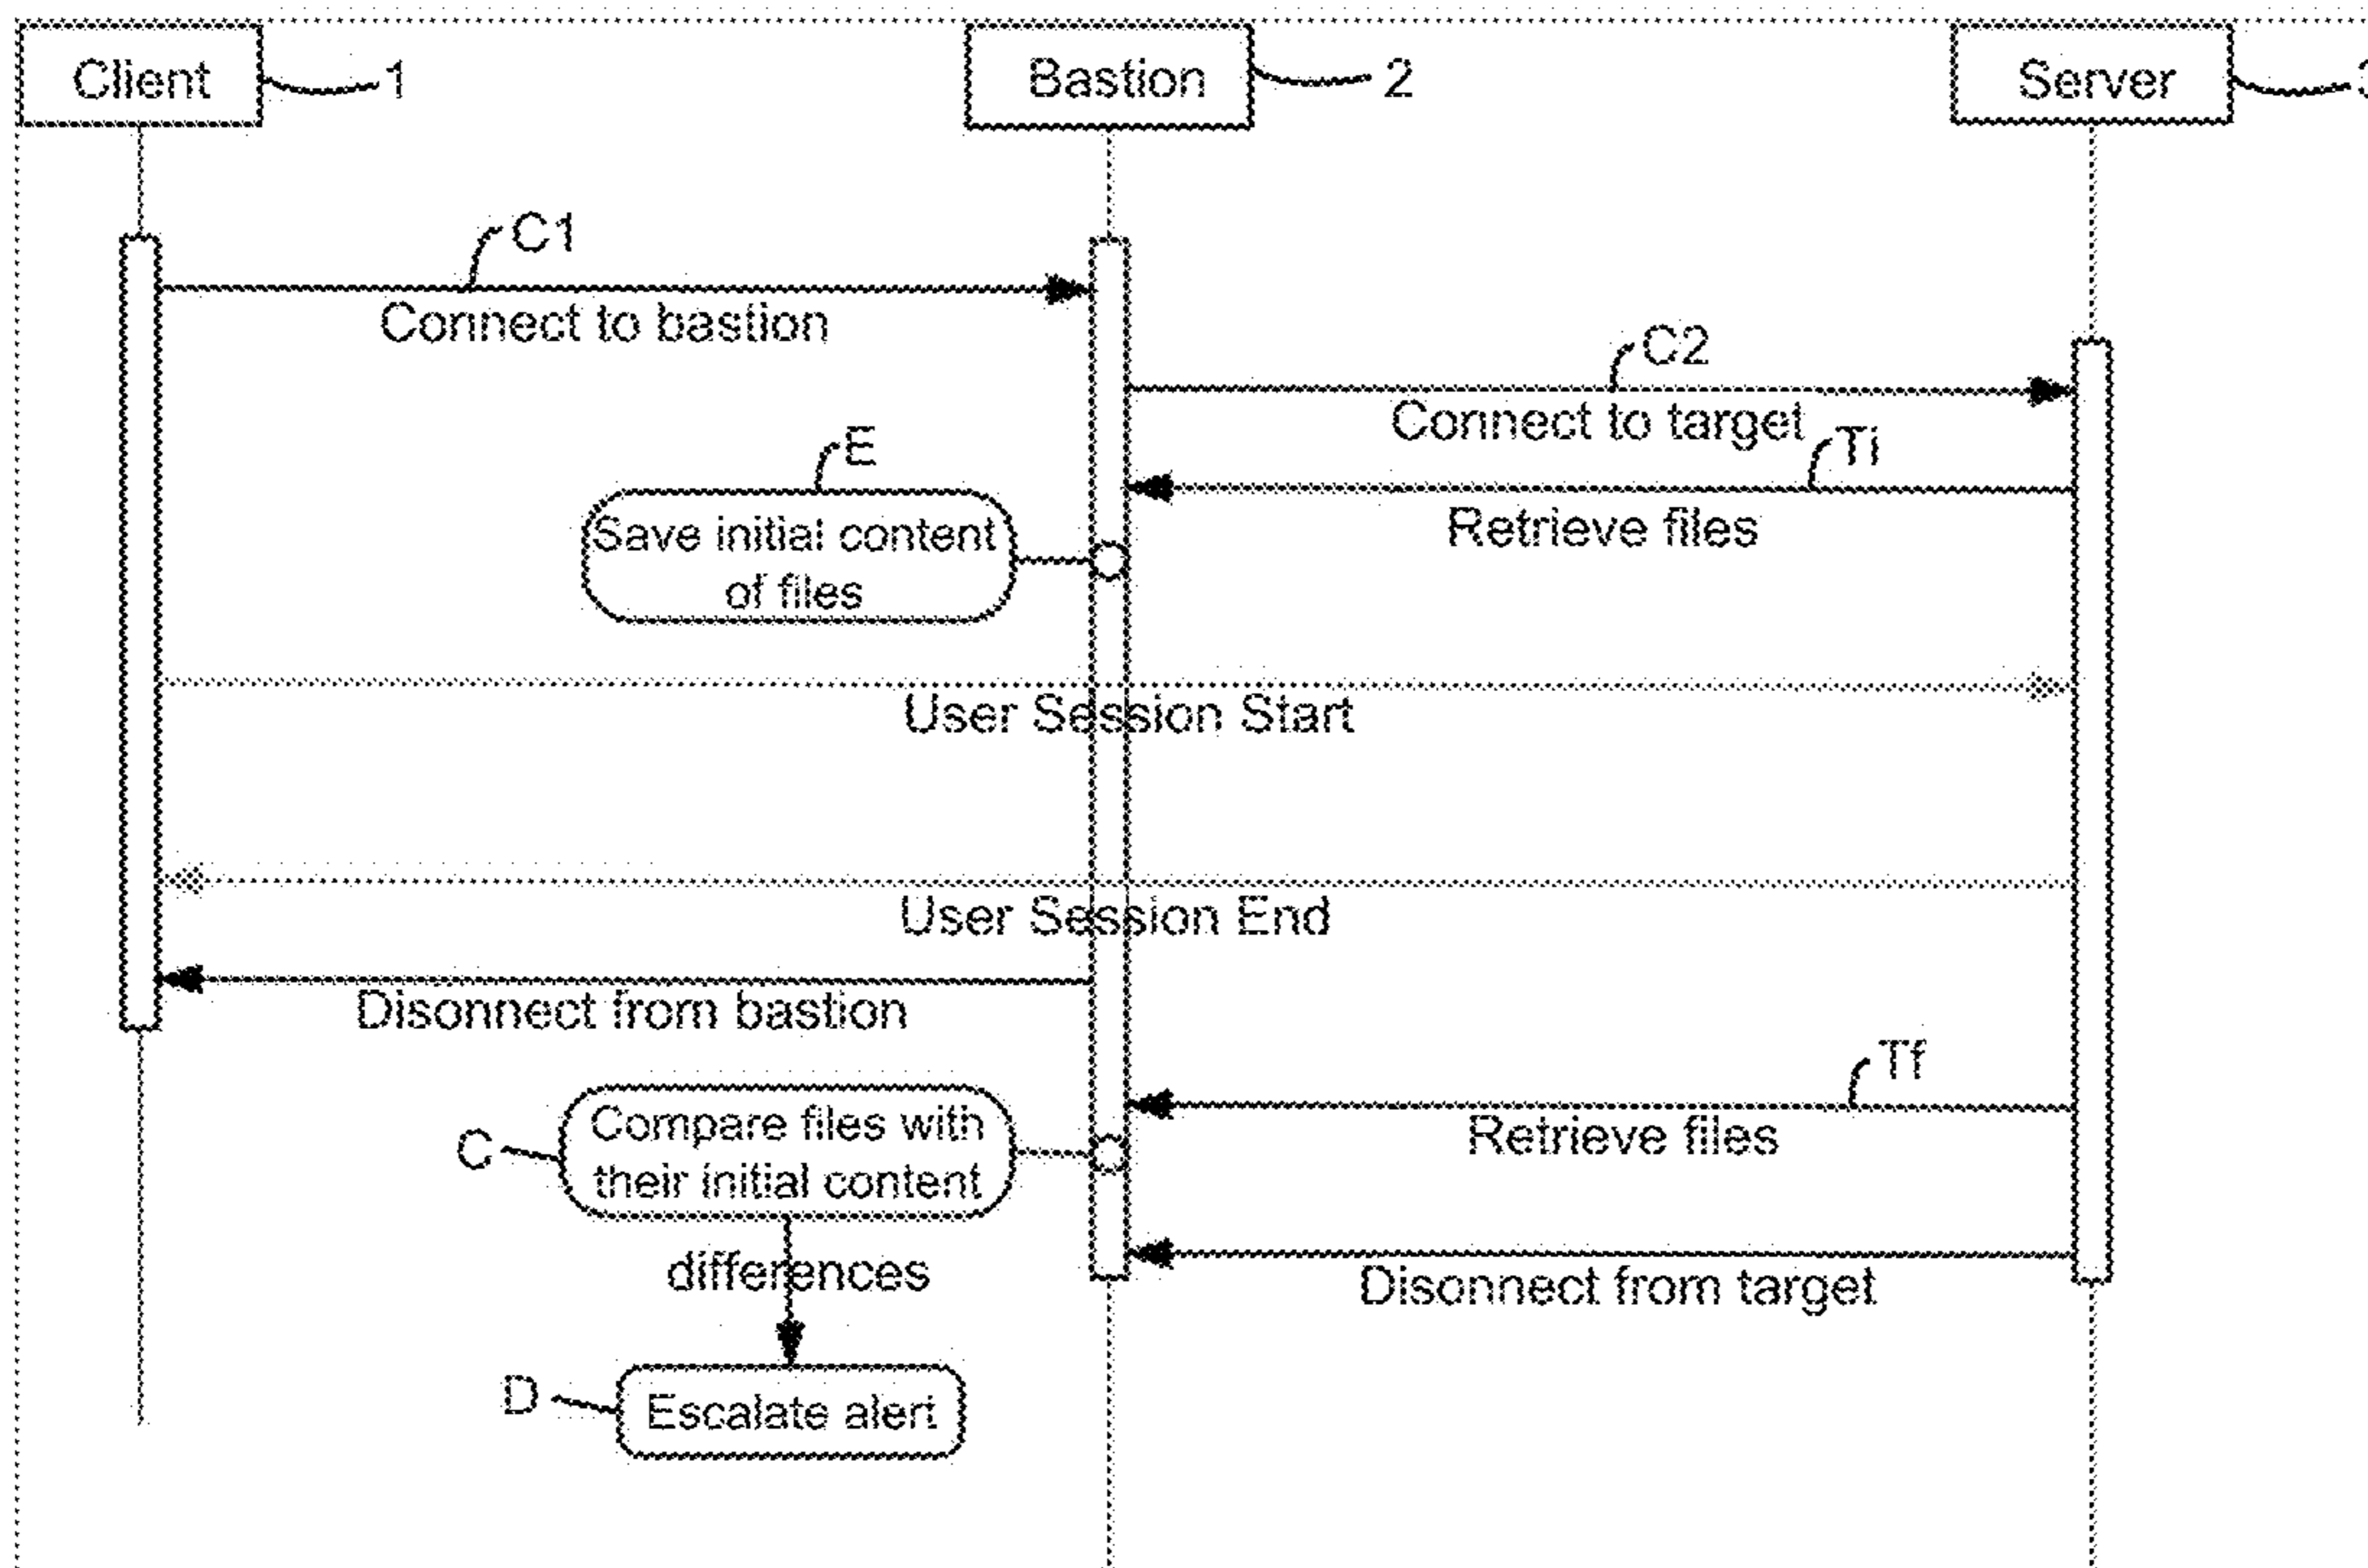 Client 1
Bastion 2
Server 3
C1
Connect to bastion
C2
Connect to target
Ti
Retrieve files
E
Save initial content
of files
User Session Start
User Session End
Disonnect from bastion
Tf
Retrieve files
C
Compare files with
their initial content
differences
Disonnect from target
D
Escalate alert